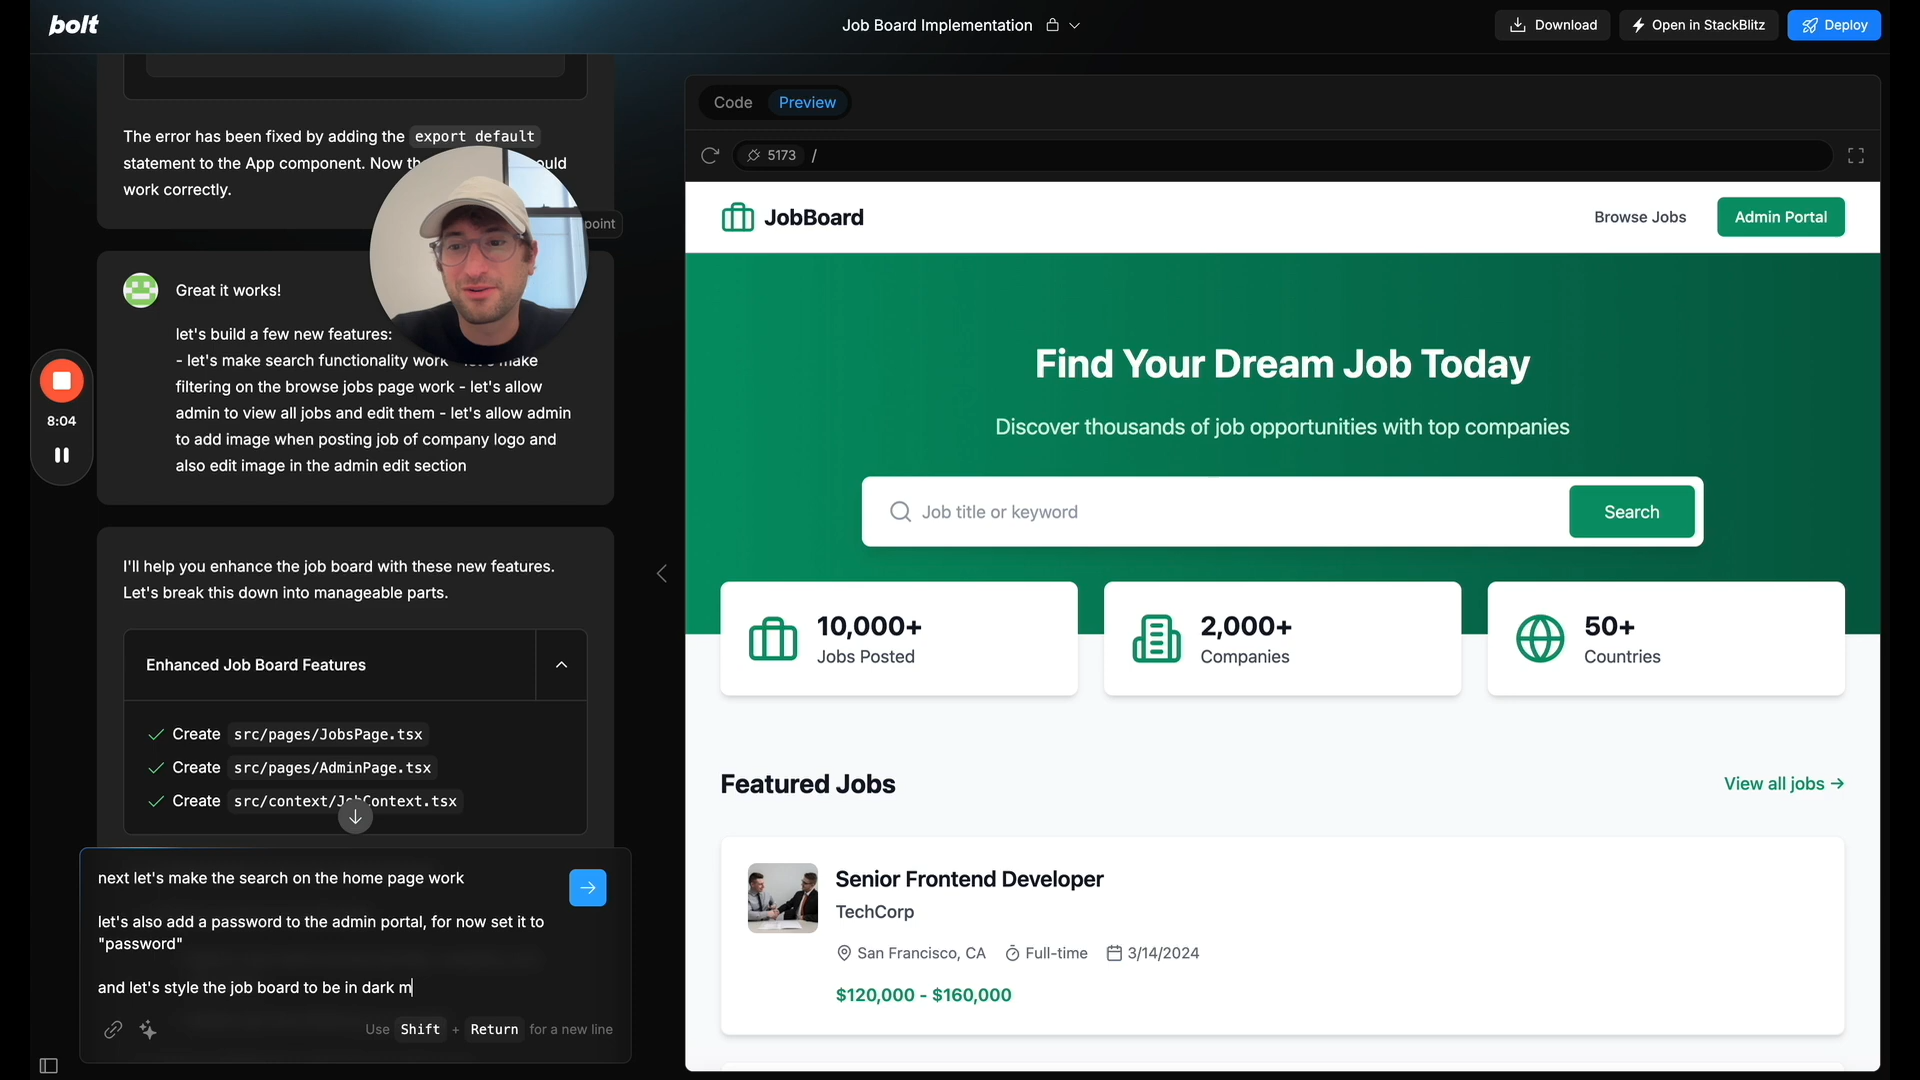 bolt
Job Board Implementation
Download
Open in StackBlitz
Deploy
The error has been fixed by adding the export default
statement to the App component. Now
work correctly.
point
Great it works!
let's build a few new features:
- let's make search functionality work
filtering on the browse jobs page work - let's allow
admin to view all jobs and edit them - let's allow admin
to add image when posting job of company logo and
also edit image in the admin edit section
8:04
I'll help you enhance the job board with these new features.
Let's break this down into manageable parts.
Enhanced Job Board Features
Create src/pages/JobsPage.tsx
Create src/pages/AdminPage.tsx
Create src/context/JobContext.tsx
next let's make the search on the home page work
let's also add a password to the admin portal, for now set it to
"password"
and let's style the job board to be in dark m
Use Shift + Return for a new line
Code Preview
5173 /
JobBoard
Browse Jobs
Admin Portal
Find Your Dream Job Today
Discover thousands of job opportunities with top companies
Job title or keyword
Search
10,000+
Jobs Posted
2,000+
Companies
50+
Countries
Featured Jobs
View all jobs →
Senior Frontend Developer
TechCorp
San Francisco, CA Full-time 3/14/2024
$120,000 - $160,000